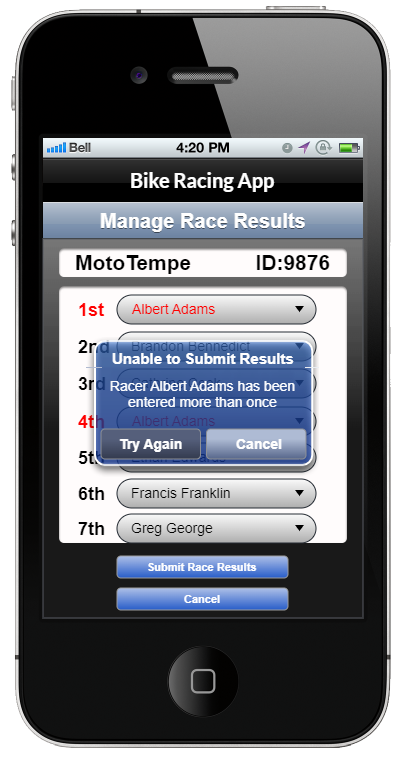 Bell 4:20 PM
Bike Racing App
Manage Race Results
MotoTempe ID:9876
1st Albert Adams
2nd Brandon Bennedict
Unable to Submit Results
3rd
Racer Albert Adams has been
entered more than once
4th Albert Adams
Try Again Cancel
5th Ethan Edwards
6th Francis Franklin
7th Greg George
Submit Race Results
Cancel